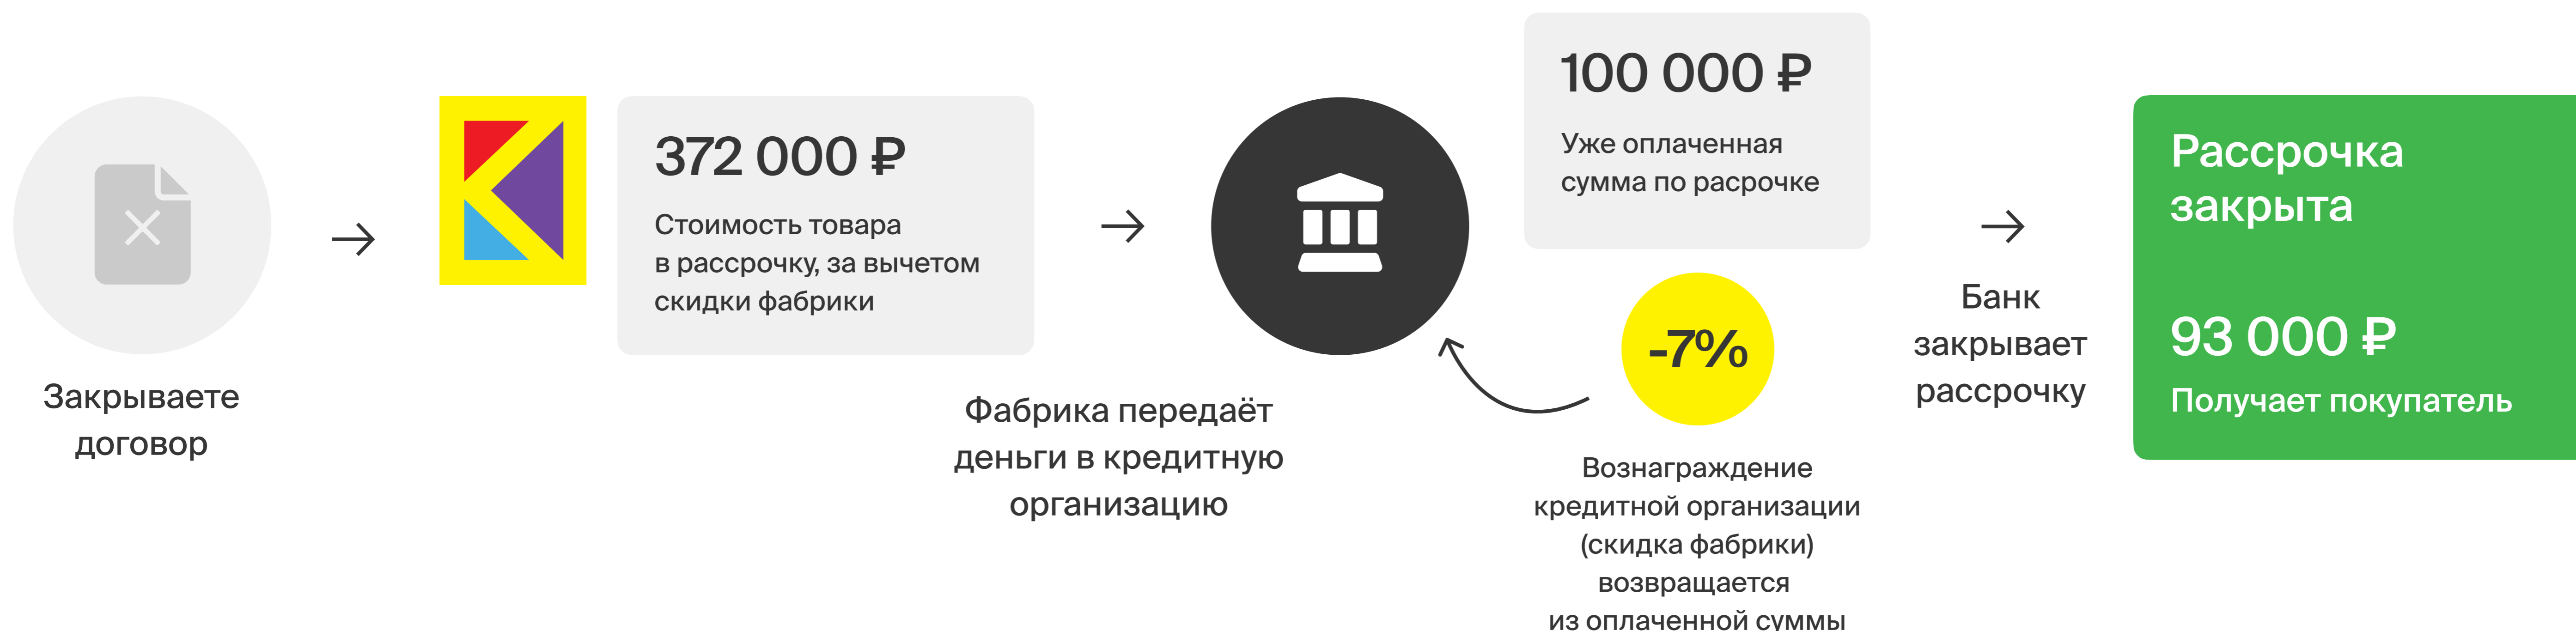 Закрываете
договор
372 000 ₽
Стоимость товара
в рассрочку, за вычетом
скидки фабрики
Фабрика передаёт
деньги в кредитную
организацию
100 000 ₽
Уже оплаченная
сумма по расрочке
-7%
Вознаграждение
кредитной организации
(скидка фабрики)
возвращается
из оплаченной суммы
Банк
закрывает
рассрочку
Рассрочка
закрыта
93 000 ₽
Получает покупатель